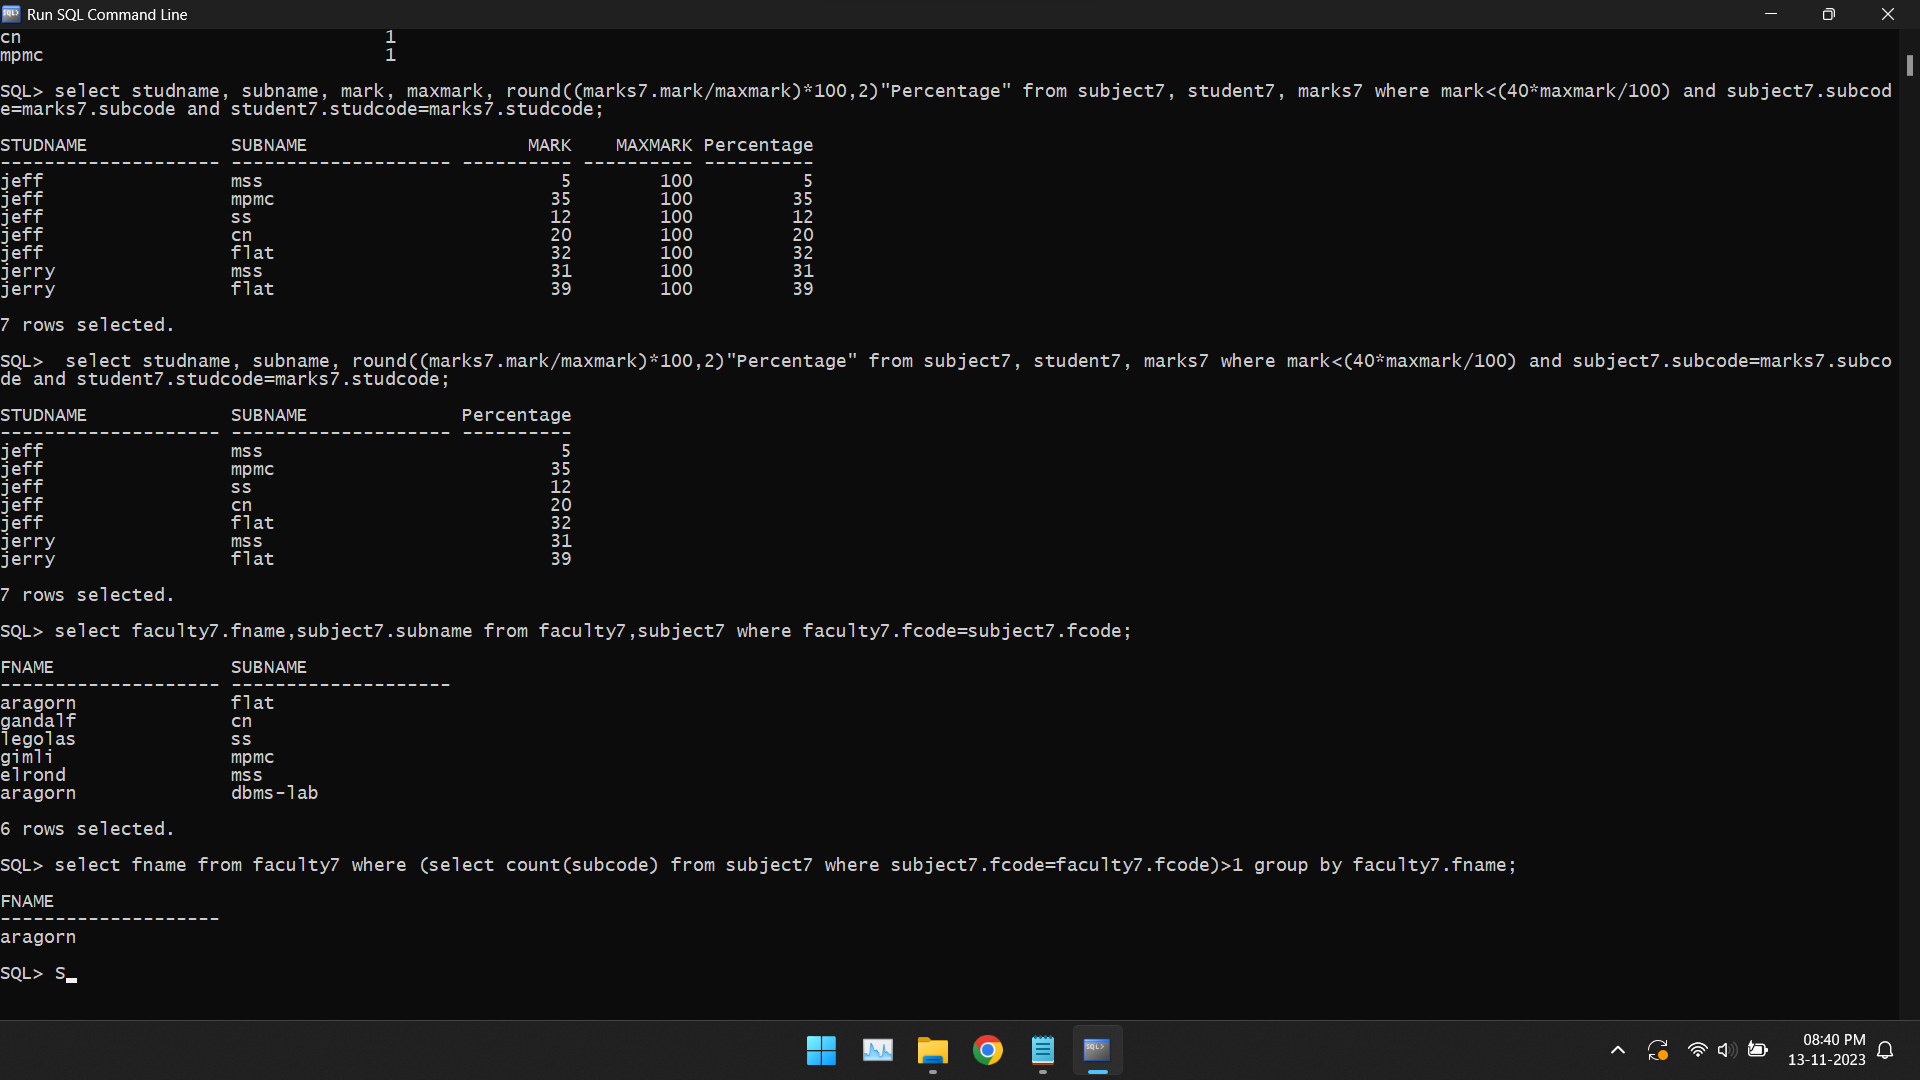 Run SQL Command Line
cn                                  1
mpmc                                1
SQL> select studname, subname, mark, maxmark, round((marks7.mark/maxmark)*100,2)"Percentage" from subject7, student7, marks7 where mark<(40*maxmark/100) and subject7.subcod
e=marks7.subcode and student7.studcode=marks7.studcode;
STUDNAME             SUBNAME                    MARK    MAXMARK Percentage
-------------------- -------------------- ---------- ---------- ----------
jeff                 mss                           5        100          5
jeff                 mpmc                         35        100         35
jeff                 ss                           12        100         12
jeff                 cn                           20        100         20
jeff                 flat                         32        100         32
jerry                mss                          31        100         31
jerry                flat                         39        100         39
7 rows selected.
SQL>  select studname, subname, round((marks7.mark/maxmark)*100,2)"Percentage" from subject7, student7, marks7 where mark<(40*maxmark/100) and subject7.subcode=marks7.subco
de and student7.studcode=marks7.studcode;
STUDNAME             SUBNAME              Percentage
-------------------- -------------------- ----------
jeff                 mss                           5
jeff                 mpmc                         35
jeff                 ss                           12
jeff                 cn                           20
jeff                 flat                         32
jerry                mss                          31
jerry                flat                         39
7 rows selected.
SQL> select faculty7.fname,subject7.subname from faculty7,subject7 where faculty7.fcode=subject7.fcode;
FNAME                SUBNAME
-------------------- --------------------
aragorn              flat
gandalf              cn
legolas              ss
gimli                mpmc
elrond               mss
aragorn              dbms-lab
6 rows selected.
SQL> select fname from faculty7 where (select count(subcode) from subject7 where subject7.fcode=faculty7.fcode)>1 group by faculty7.fname;
FNAME
--------------------
aragorn
SQL> S
08:40 PM
13-11-2023